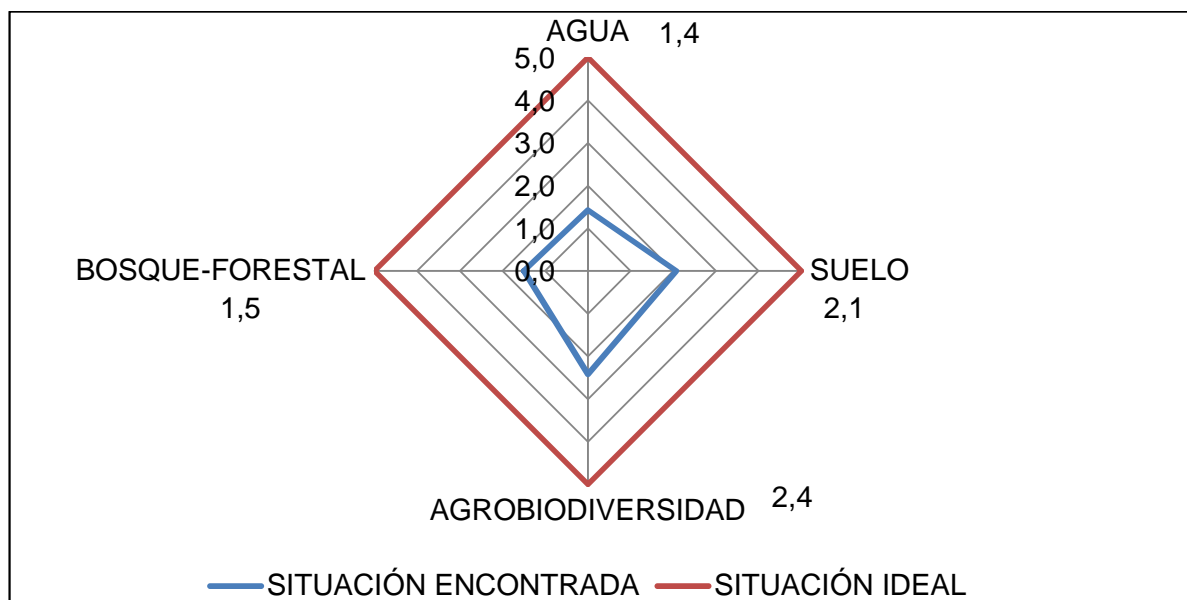 AGUA 1,4
5,0
4,0
3,0
2,0
1,0
0,0
BOSQUE-FORESTAL
1,5
SUELO
2,1
AGROBIODIVERSIDAD 2,4
SITUACIÓN ENCONTRADA SITUACIÓN IDEAL